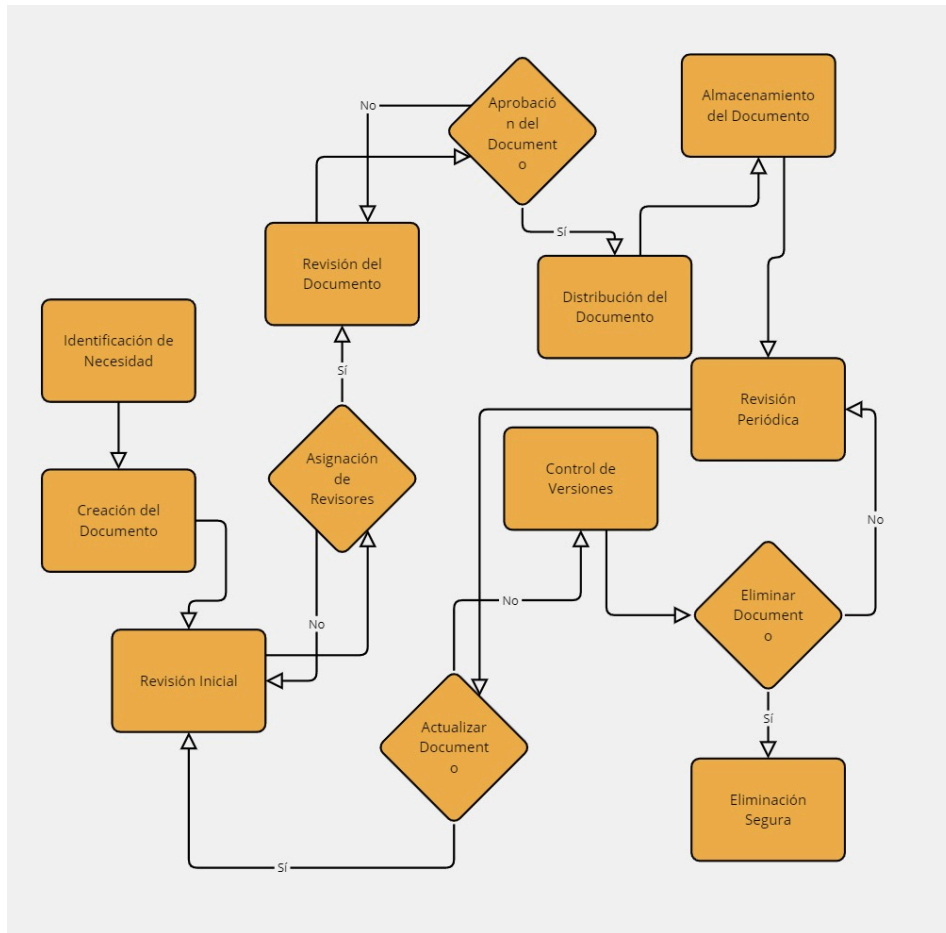 No
Aprobació
n del
Document
o
Almacenamiento
del Documento
Sí
Revisión del
Documento
Distribución del
Documento
Identificación de
Necesidad
Sí
Revisión
Periódica
Asignación
de
Revisores
Control de
Versiones
Creación del
Documento
No
No
Eliminar
Document
o
No
Revisión Inicial
Sí
Actualizar
Document
o
Eliminación
Segura
Sí